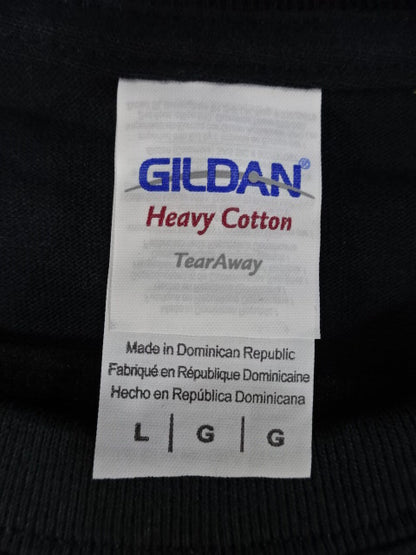 GILDAN®
Heavy Cotton
TearAway
Made in Dominican Republic
Fabriqué en République Dominicaine
Hecho en República Dominicana
L | G | G